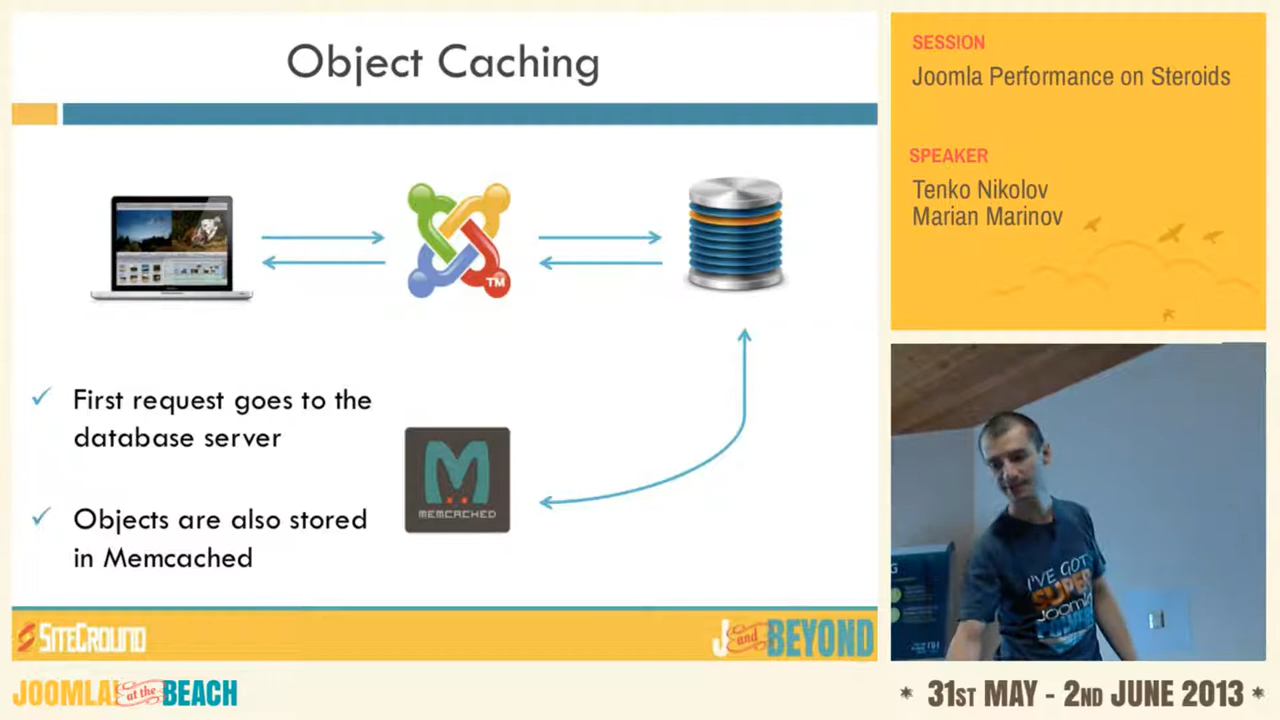 Object Caching
TM
First request goes to the
database server
MEMCACHED
Objects are also stored
in Memcached
SITEGROUND
J and BEYOND
SESSION
Joomla Performance on Steroids
SPEAKER
Tenko Nikolov
Marian Marinov
I'VE GOT
SUPER
Joomla
POWER
JOOMLA! at the BEACH
* 31ST MAY - 2ND JUNE 2013 *